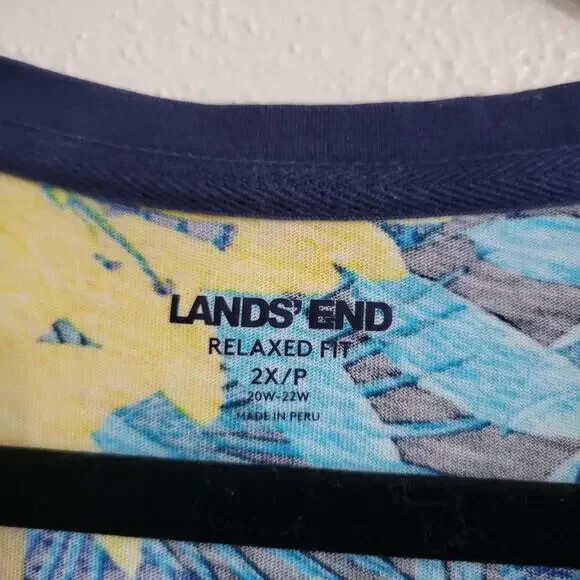 LANDS' END
RELAXED FIT
2X/P
20W-22W
MADE IN PERU